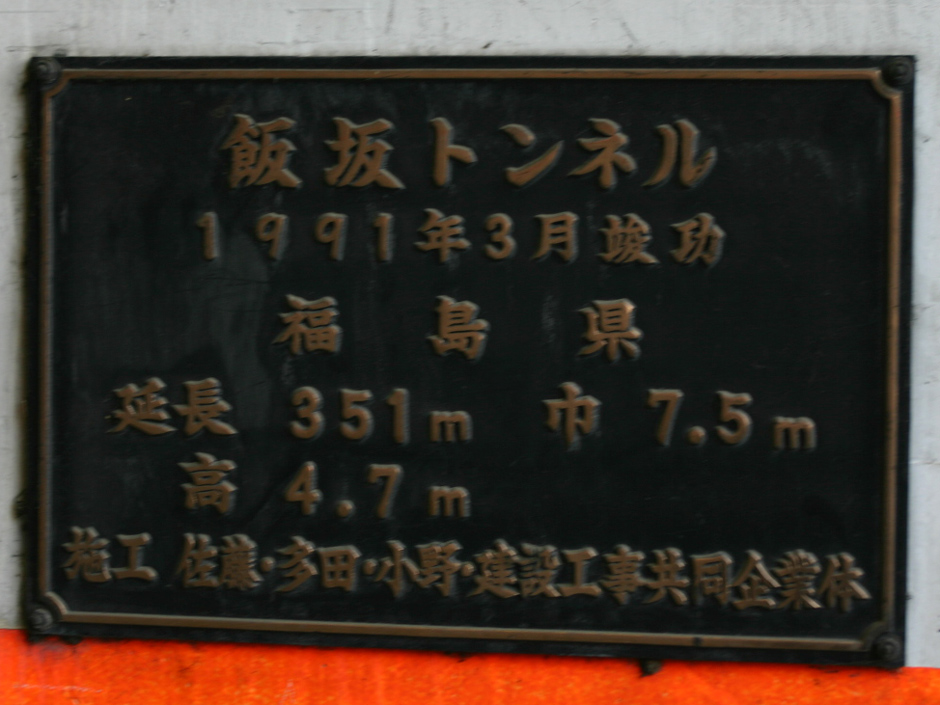 飯坂トンネル
1991年3月竣功
福島県
延長 351m 巾 7.5m
高 4.7m
施工 佐藤・多田・小野・建設工事共同企業体